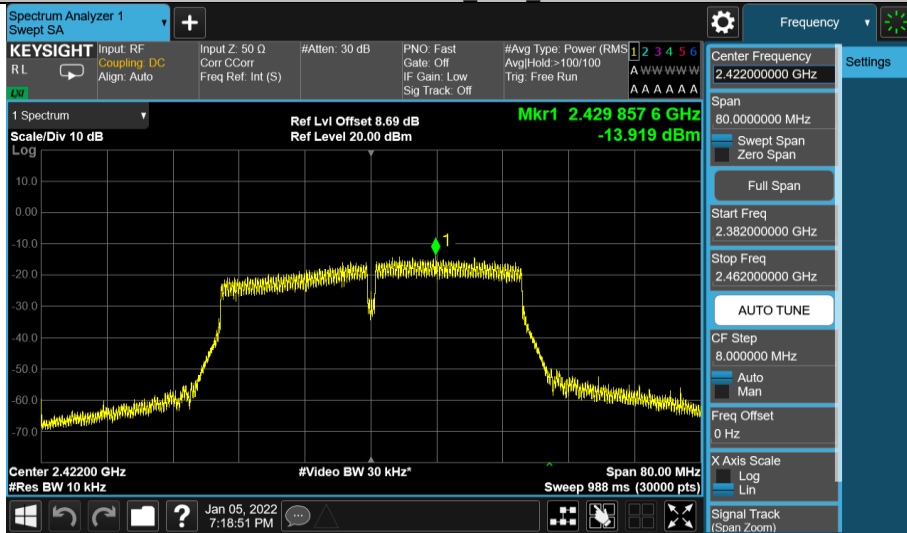 Spectrum Analyzer 1
Swept SA
+
Frequency
KEYSIGHT
R L
LXI
Input: RF
Coupling: DC
Align: Auto
Input Z: 50 Ω
Corr CCorr
Freq Ref: Int (S)
#Atten: 30 dB
PNO: Fast
Gate: Off
IF Gain: Low
Sig Track: Off
#Avg Type: Power (RMS
Avg|Hold:>100/100
Trig: Free Run
1 2 3 4 5 6
A W W W W W
A A A A A A
1 Spectrum
Scale/Div 10 dB
Ref Lvl Offset 8.69 dB
Ref Level 20.00 dBm
Mkr1 2.429 857 6 GHz
-13.919 dBm
Log
10.0
0.00
-10.0
-20.0
-30.0
-40.0
-50.0
-60.0
-70.0
1
Center 2.42200 GHz
#Res BW 10 kHz
#Video BW 30 kHz*
Span 80.00 MHz
Sweep 988 ms (30000 pts)
?
Jan 05, 2022
7:18:51 PM
Center Frequency
2.422000000 GHz
Span
80.0000000 MHz
Swept Span
Zero Span
Full Span
Start Freq
2.382000000 GHz
Stop Freq
2.462000000 GHz
AUTO TUNE
CF Step
8.000000 MHz
Auto
Man
Freq Offset
0 Hz
X Axis Scale
Log
Lin
Signal Track
(Span Zoom)
Settings